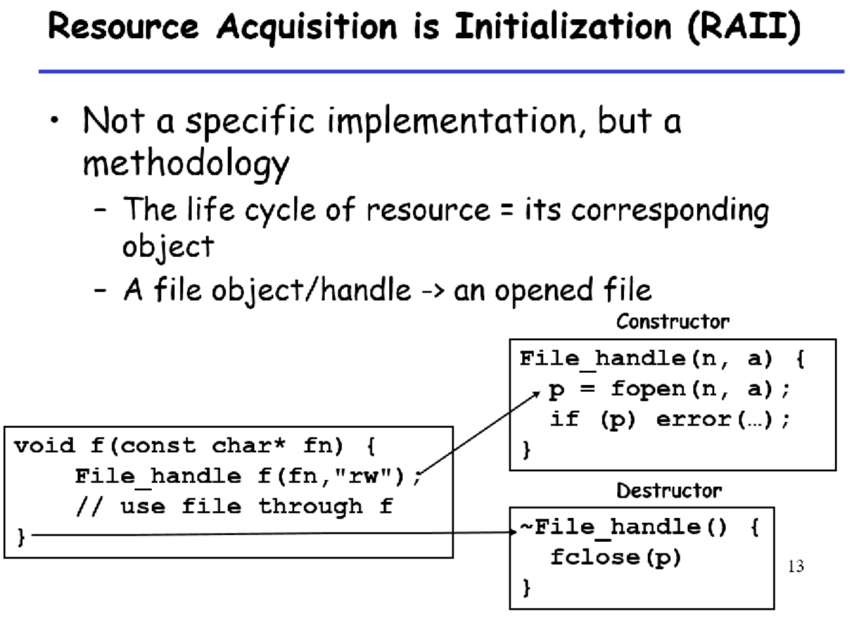 Resource Acquisition is Initialization (RAII)
• Not a specific implementation, but a
methodology
– The life cycle of resource = its corresponding
object
– A file object/handle -> an opened file
Constructor
File_handle(n, a) {
p = fopen(n, a);
if (p) error(…);
}
void f(const char* fn) {
File_handle f(fn,"rw");
// use file through f
}
Destructor
~File_handle() {
fclose(p)
}
13